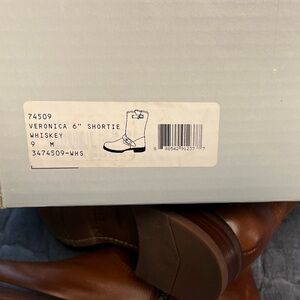 74509
VERONICA 6" SHORTIE
WHISKEY
9 M
3474509-WHS